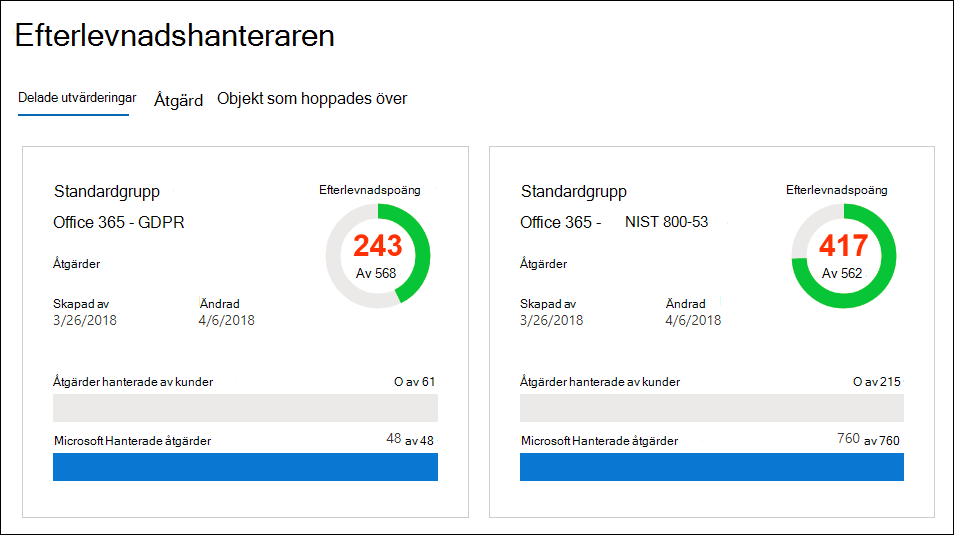 Efterlevnadshanteraren
Delade utvärderingar Åtgärd Objekt som hoppades över
Standardgrupp
Efterlevnadspoäng
Office 365 - GDPR
243
Av 568
Åtgärder
Skapad av Ändrad
3/26/2018 4/6/2018
Åtgärder hanterade av kunder O av 61
Microsoft Hanterade åtgärder 48 av 48
Standardgrupp
Efterlevnadspoäng
Office 365 - NIST 800-53
417
Av 562
Åtgärder
Skapad av Ändrad
3/26/2018 4/6/2018
Åtgärder hanterade av kunder O av 215
Microsoft Hanterade åtgärder 760 av 760